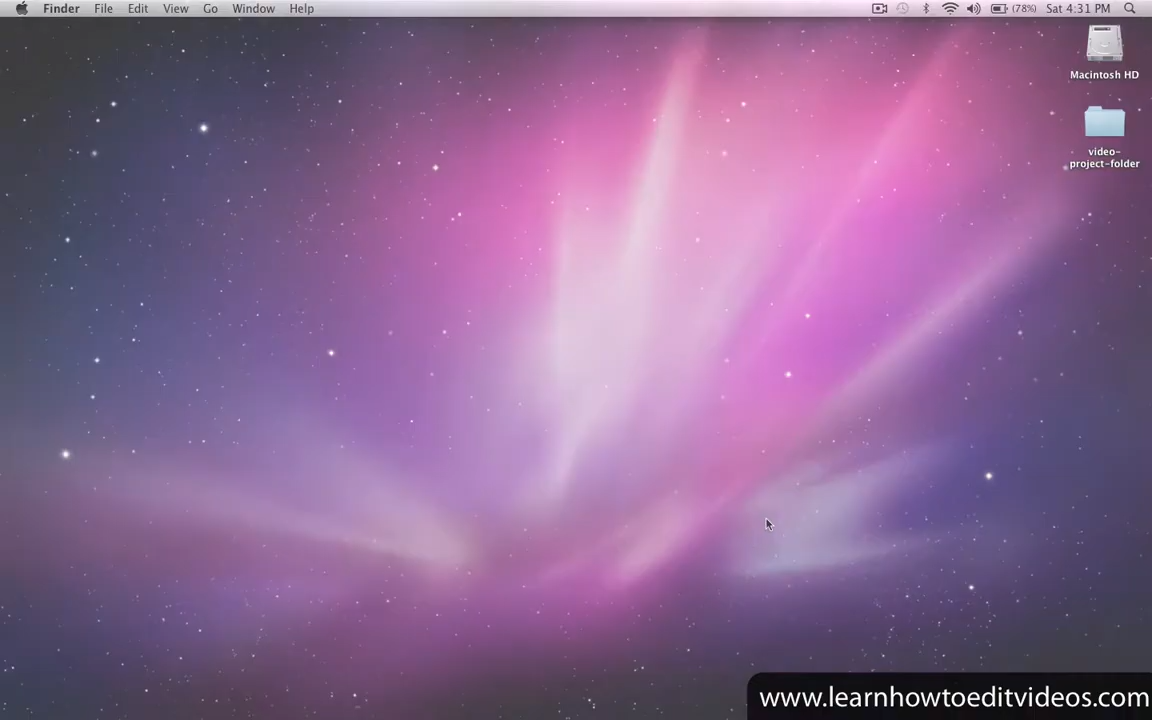 Finder File Edit View Go Window Help (78%) Sat 4:31 PM
Macintosh HD
video-
project-folder
www.learnhowtoeditvideos.com